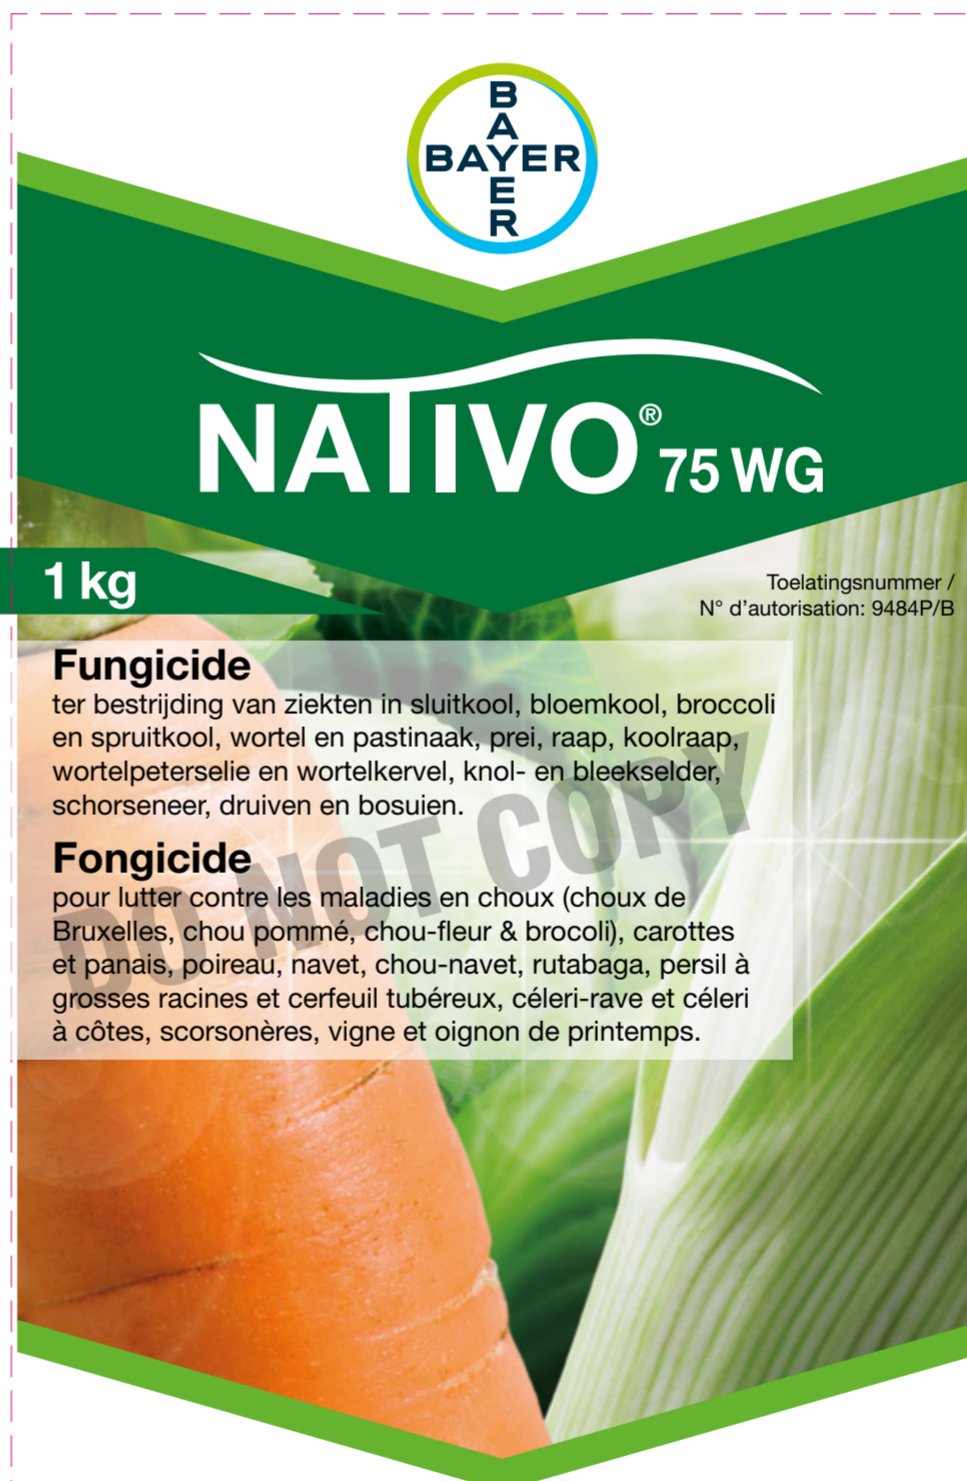 BAYER
BAYER
NATIVO® 75 WG
1 kg
Toelatingsnummer /
N° d'autorisation: 9484P/B
Fungicide
ter bestrijding van ziekten in sluitkool, bloemkool, broccoli
en spruitkool, wortel en pastinaak, prei, raap, koolraap,
wortelpeterselie en wortelkervel, knol- en bleekselder,
schorseneer, druiven en bosuien.
Fongicide
pour lutter contre les maladies en choux (choux de
Bruxelles, chou pommé, chou-fleur & brocoli), carottes
et panais, poireau, navet, chou-navet, rutabaga, persil à
grosses racines et cerfeuil tubéreux, céleri-rave et céleri
à côtes, scorsonères, vigne et oignon de printemps.
DO NOT COPY